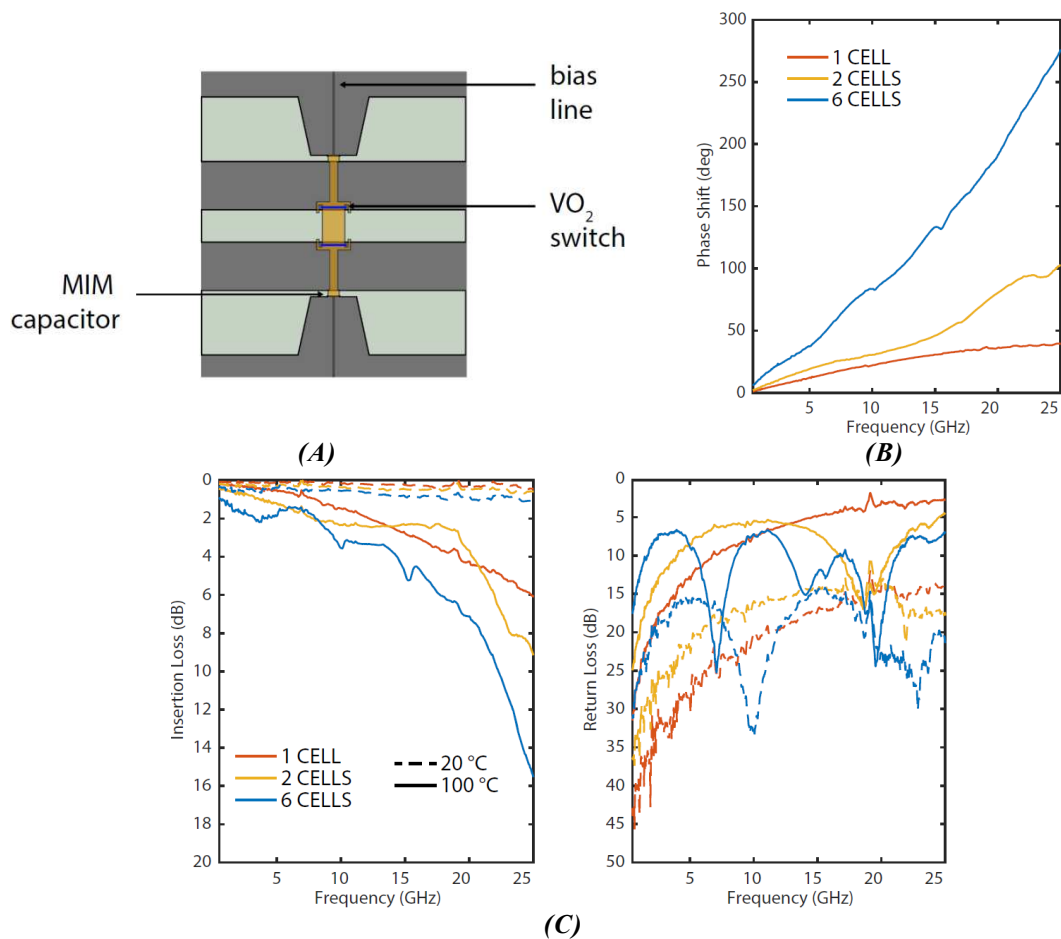 bias
line
VO2
switch
MIM
capacitor
(A)
300
250
200
150
100
50
0
Phase Shift (deg)
1 CELL
2 CELLS
6 CELLS
5
10
15
20
25
Frequency (GHz)
(B)
0
2
4
6
8
10
12
14
16
18
20
Insertion Loss (dB)
1 CELL
2 CELLS
6 CELLS
20 °C
100 °C
5
10
15
20
25
Frequency (GHz)
0
5
10
15
20
25
30
35
40
45
50
Return Loss (dB)
5
10
15
20
25
Frequency (GHz)
(C)